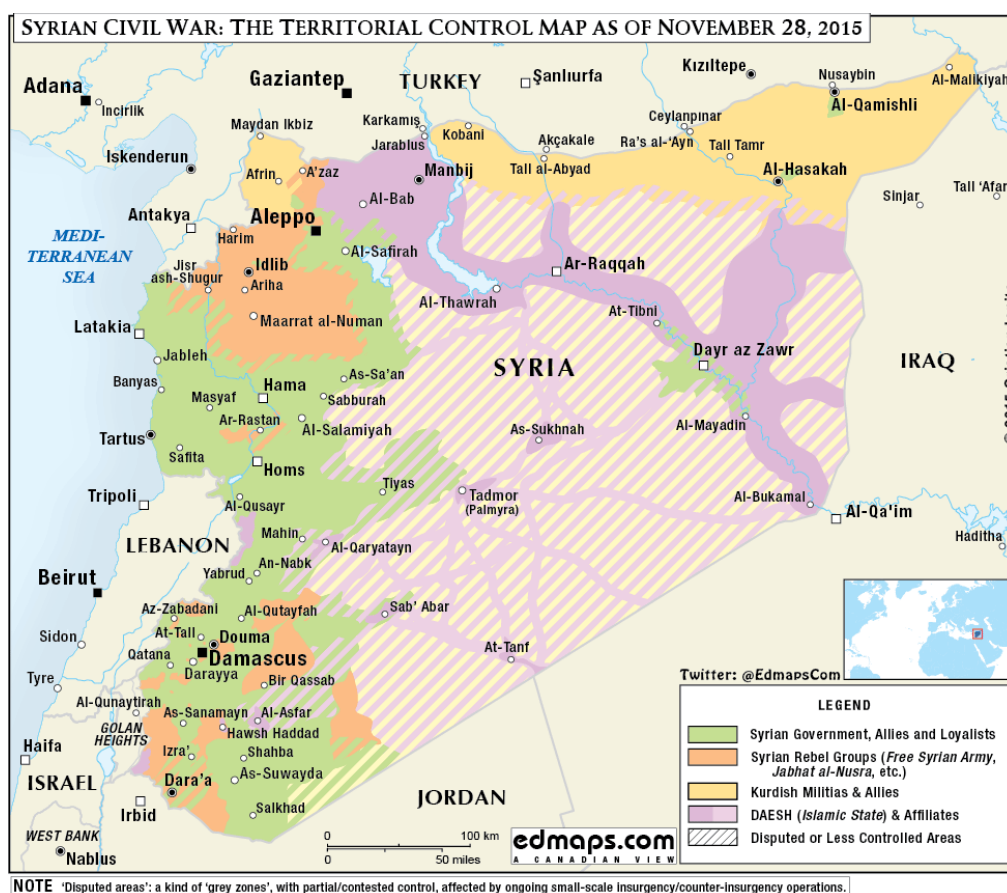 SYRIAN CIVIL WAR: THE TERRITORIAL CONTROL MAP AS OF NOVEMBER 28, 2015
Adana
Incirlik
Gaziantep
TURKEY
Şanlıurfa
Kızıltepe
Nusaybin
Al-Malikiyah
Al-Qamishli
Maydan Ikbiz
Karkamış
Jarablus
Kobani
Akçakale
Tall al-Abyad
Ceylanpınar
Ra's al-'Ayn
Tall Tamr
Iskenderun
Afrin
A'zaz
Manbij
Al-Hasakah
Al-Bab
Sinjar
Tall 'Afar
Antakya
Aleppo
MEDI-
TERRANEAN
SEA
Harim
Al-Safirah
Jisr
ash-Shugur
Idlib
Ariha
Ar-Raqqah
Al-Thawrah
Maarrat al-Numan
At-Tibni
Latakia
SYRIA
Dayr az Zawr
IRAQ
Jableh
Banyas
As-Sa'an
Hama
Sabburah
Masyaf
Ar-Rastan
Al-Salamiyah
Al-Mayadin
Tartus
As-Sukhnah
Safita
Homs
Tripoli
Tiyas
Tadmor
(Palmyra)
Al-Bukamal
Al-Qa'im
Al-Qusayr
Haditha
Mahin
LEBANON
Al-Qaryatayn
An-Nabk
Yabrud
Beirut
Az-Zabadani
Al-Qutayfah
Sab' Abar
At-Tall
Douma
Sidon
Qatana
Damascus
At-Tanf
Darayya
Tyre
Bir Qassab
Al-Qunaytirah
As-Sanamayn
Al-Asfar
GOLAN
HEIGHTS
Hawsh Haddad
Haifa
Izra'
Shahba
ISRAEL
Dara'a
As-Suwayda
Irbid
Salkhad
JORDAN
WEST BANK
Nablus
0
100 km
0
50 miles
edmaps.com
A CANADIAN VIEW
Twitter: @EdmapsCom
LEGEND
Syrian Government, Allies and Loyalists
Syrian Rebel Groups (Free Syrian Army,
Jabhat al-Nusra, etc.)
Kurdish Militias & Allies
DAESH (Islamic State) & Affiliates
Disputed or Less Controlled Areas
NOTE 'Disputed areas': a kind of 'grey zones', with partial/contested control, affected by ongoing small-scale insurgency/counter-insurgency operations.